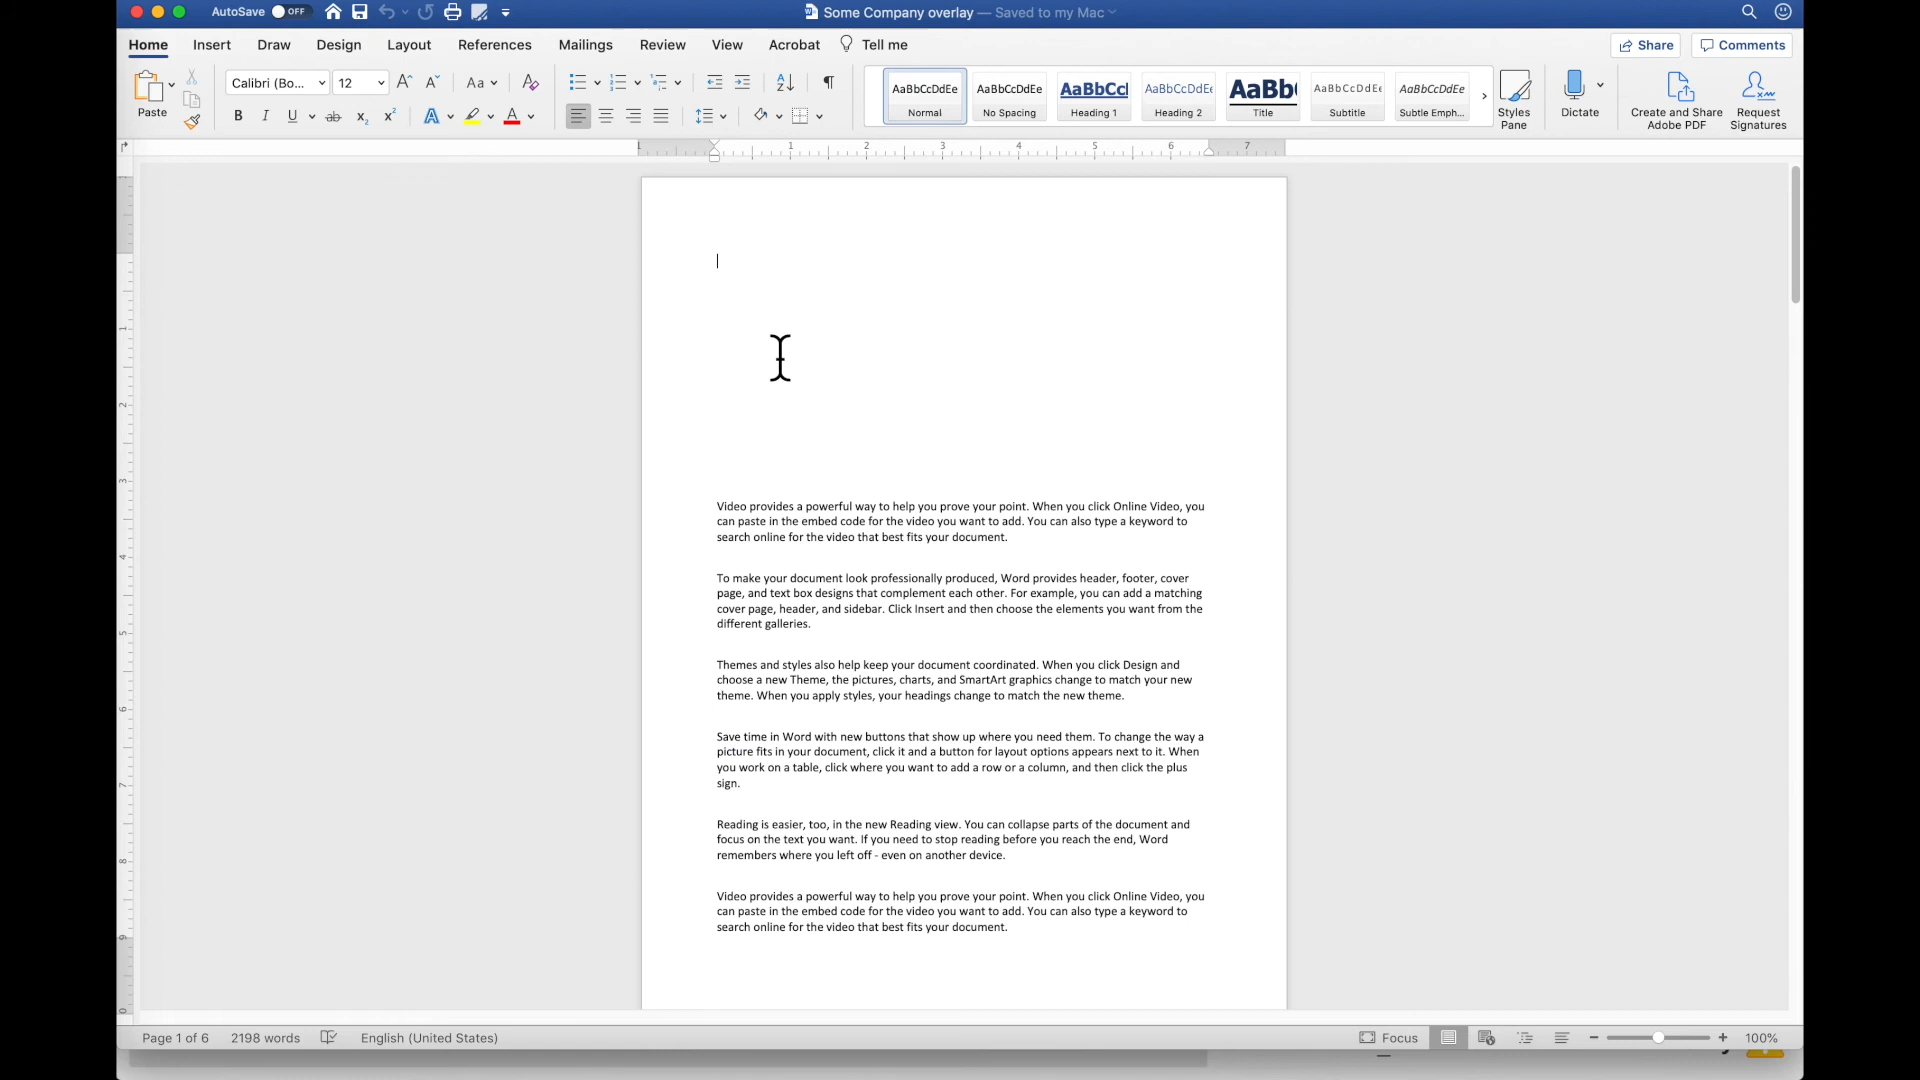 AutoSave OFF Some Company overlay — Saved to my Mac
Home Insert Draw Design Layout References Mailings Review View Acrobat Tell me Share Comments
Paste Calibri (Bo... 12 Aa
AaBbCcDdEe AaBbCcDdEe AaBbCcI AaBbCcDdEe AaBb( AaBbCcDdEe AaBbCcDdEe
Normal No Spacing Heading 1 Heading 2 Title Subtitle Subtle Emph...
Styles Pane Dictate Create and Share Adobe PDF Request Signatures
1 1 2 3 4 5 6 7
Video provides a powerful way to help you prove your point. When you click Online Video, you
can paste in the embed code for the video you want to add. You can also type a keyword to
search online for the video that best fits your document.
To make your document look professionally produced, Word provides header, footer, cover
page, and text box designs that complement each other. For example, you can add a matching
cover page, header, and sidebar. Click Insert and then choose the elements you want from the
different galleries.
Themes and styles also help keep your document coordinated. When you click Design and
choose a new Theme, the pictures, charts, and SmartArt graphics change to match your new
theme. When you apply styles, your headings change to match the new theme.
Save time in Word with new buttons that show up where you need them. To change the way a
picture fits in your document, click it and a button for layout options appears next to it. When
you work on a table, click where you want to add a row or a column, and then click the plus
sign.
Reading is easier, too, in the new Reading view. You can collapse parts of the document and
focus on the text you want. If you need to stop reading before you reach the end, Word
remembers where you left off - even on another device.
Video provides a powerful way to help you prove your point. When you click Online Video, you
can paste in the embed code for the video you want to add. You can also type a keyword to
search online for the video that best fits your document.
Page 1 of 6 2198 words English (United States) Focus 100%